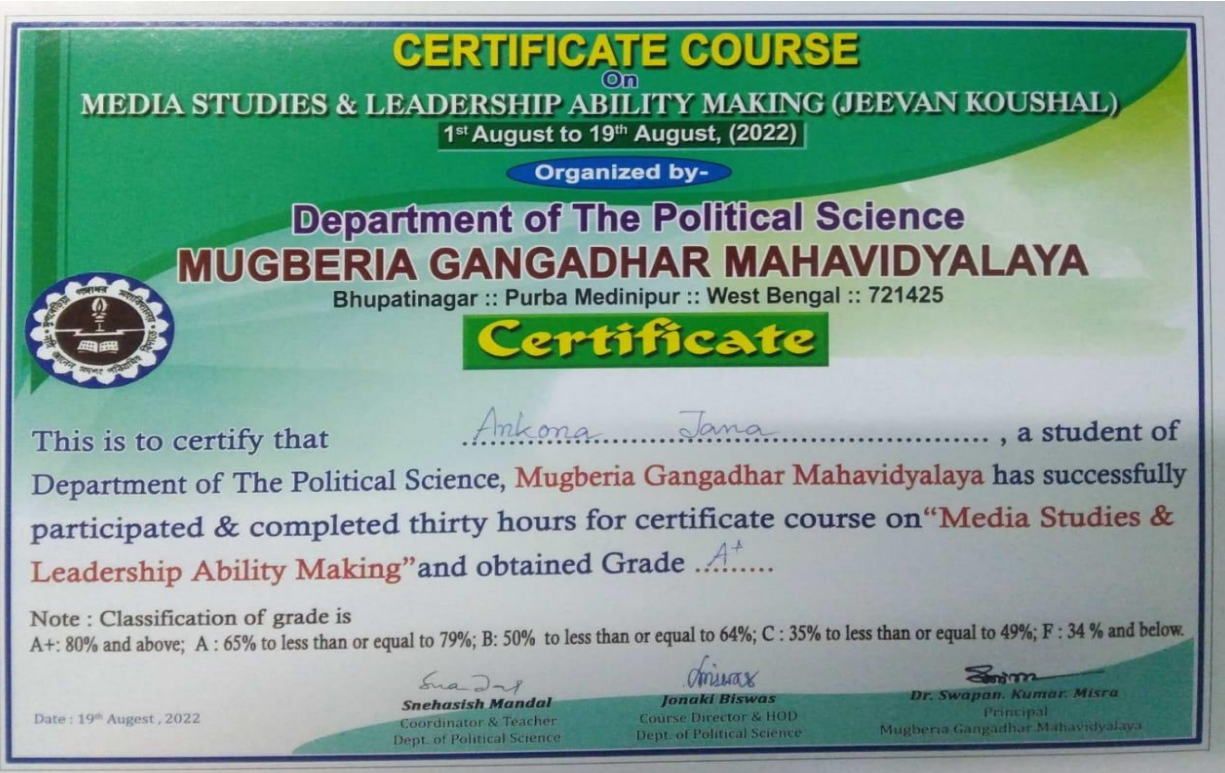 CERTIFICATE COURSE
On
MEDIA STUDIES & LEADERSHIP ABILITY MAKING (JEEVAN KOUSHAL)
1st August to 19th August, (2022)
Organized by-
Department of The Political Science
MUGBERIA GANGADHAR MAHAVIDYALAYA
Bhupatinagar :: Purba Medinipur :: West Bengal :: 721425
Certificate
This is to certify that Ankona Jana , a student of
Department of The Political Science, Mugberia Gangadhar Mahavidyalaya has successfully
participated & completed thirty hours for certificate course on“Media Studies &
Leadership Ability Making”and obtained Grade A+
Note : Classification of grade is
A+: 80% and above; A : 65% to less than or equal to 79%; B: 50% to less than or equal to 64%; C : 35% to less than or equal to 49%; F : 34 % and below.
Date : 19th Augest , 2022
Snehasish Mandal
Coordinator & Teacher
Dept. of Political Science
Jonaki Biswas
Course Director & HOD
Dept. of Political Science
Dr. Swapan. Kumar. Misra
Principal
Mugberia Gangadhar Mahavidyalaya